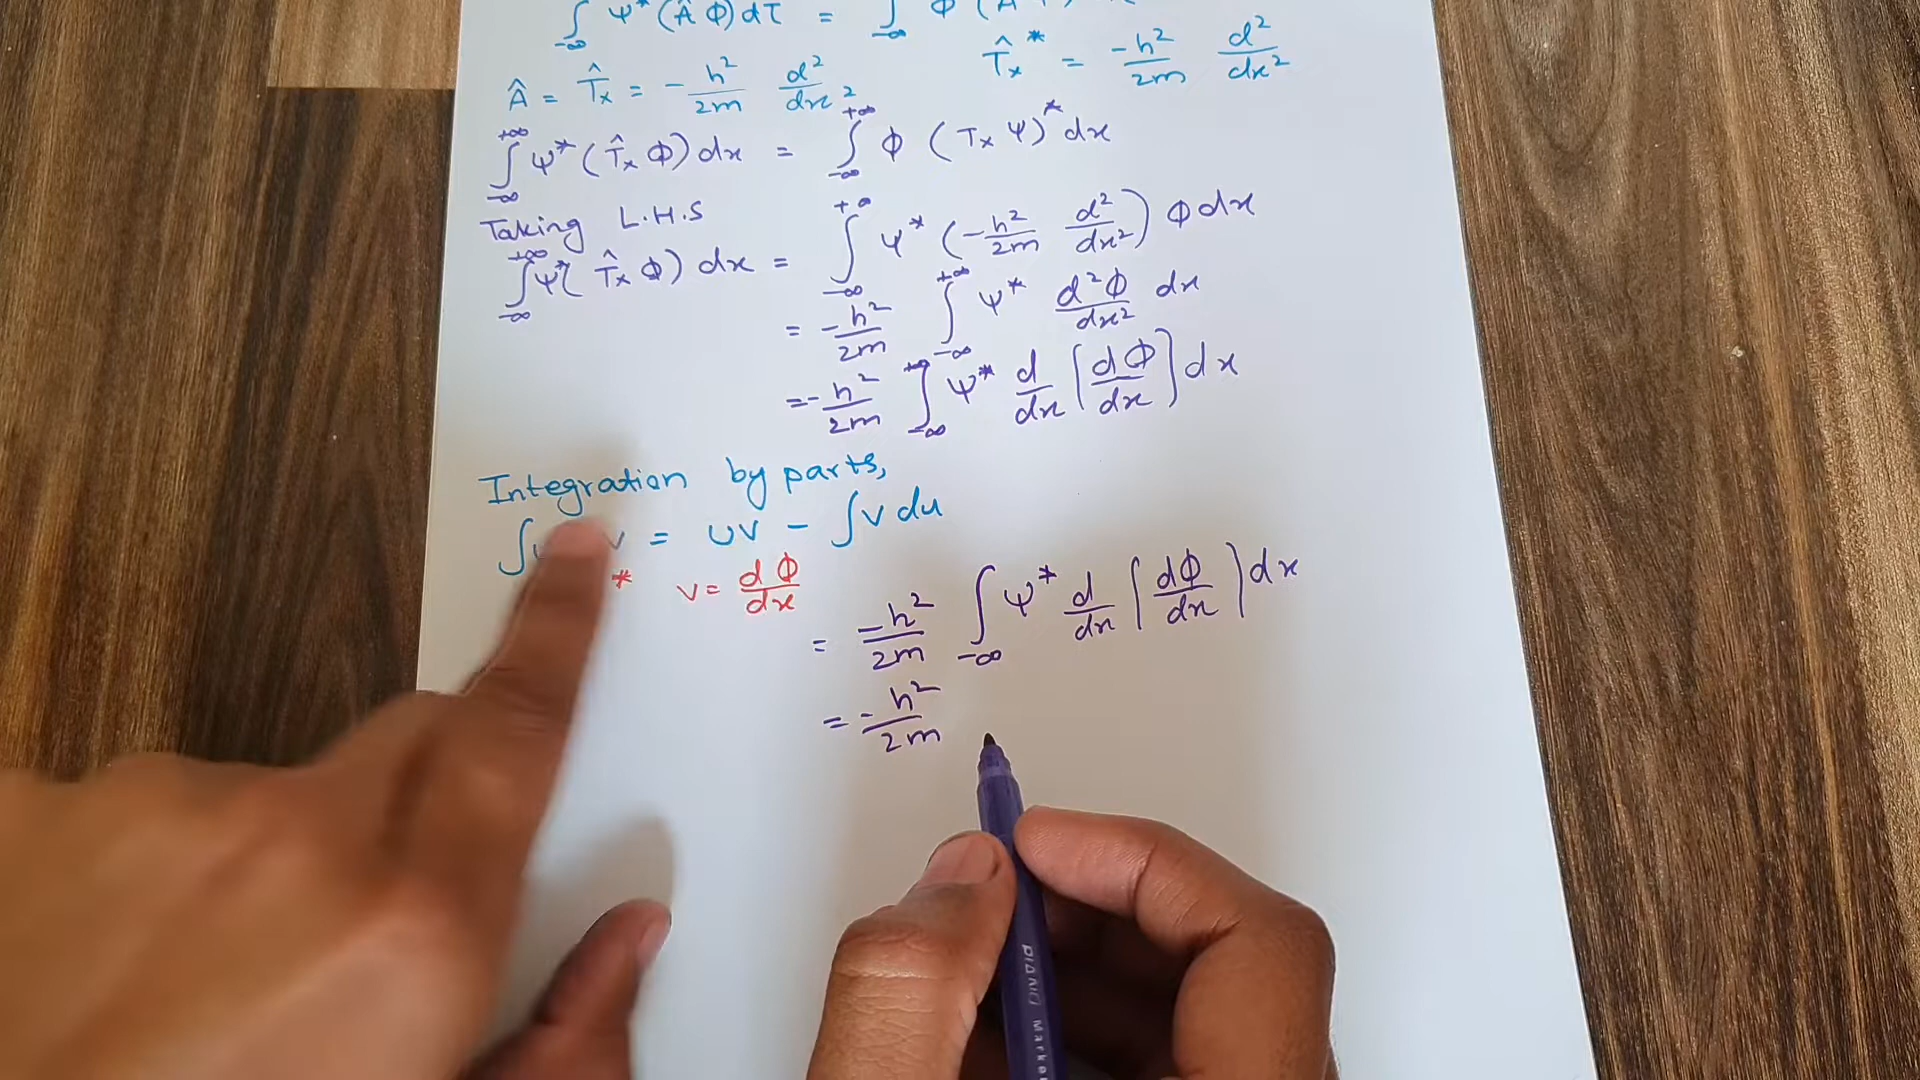 ∫ ψ* (Â φ) dτ = ∫ φ
-∞ -∞
T̂x* = -h²/2m d²/dx²
Â = T̂x = - h²/2m d²/dx²
∫_{-∞}^{+∞} ψ* (T̂x φ) dx = ∫_{-∞}^{+∞} φ (Tx ψ)* dx
Taking L.H.S
∫_{-∞}^{+∞} ψ* (T̂x φ) dx = ∫_{-∞}^{+∞} ψ* (-h²/2m d²/dx²) φ dx
= -h²/2m ∫_{-∞}^{+∞} ψ* d²φ/dx² dx
= -h²/2m ∫_{-∞}^{+∞} ψ* d/dx [dφ/dx] dx
Integration by parts,
∫ = uv - ∫ v du
* v = dφ/dx
= -h²/2m ∫_{-∞} ψ* d/dx [dφ/dx] dx
= -h²/2m
PIANO Marke